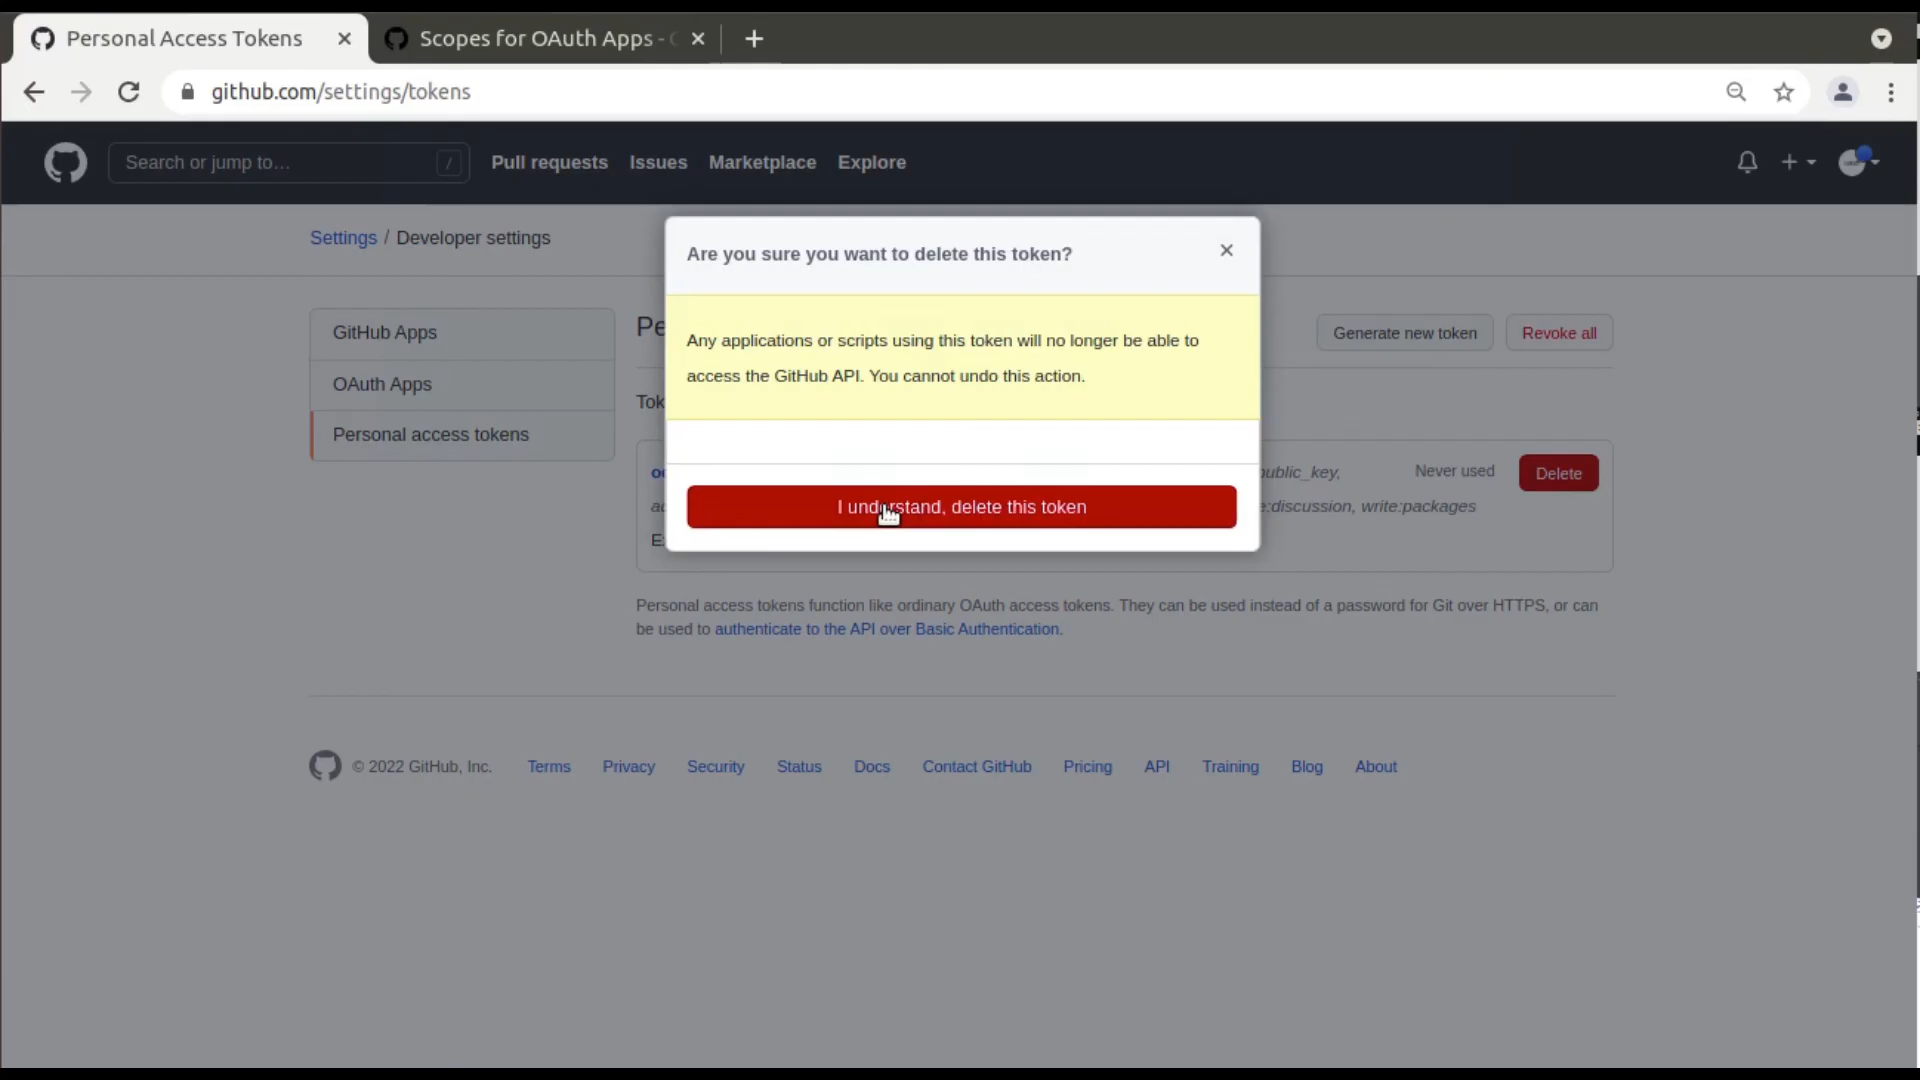 Personal Access Tokens
Scopes for OAuth Apps -
github.com/settings/tokens
Search or jump to… /
Pull requests Issues Marketplace Explore
Settings / Developer settings
Are you sure you want to delete this token?
Any applications or scripts using this token will no longer be able to
access the GitHub API. You cannot undo this action.
I understand, delete this token
GitHub Apps
OAuth Apps
Personal access tokens
Generate new token
Revoke all
Never used
Delete
:discussion, write:packages
Personal access tokens function like ordinary OAuth access tokens. They can be used instead of a password for Git over HTTPS, or can
be used to authenticate to the API over Basic Authentication.
© 2022 GitHub, Inc. Terms Privacy Security Status Docs Contact GitHub Pricing API Training Blog About